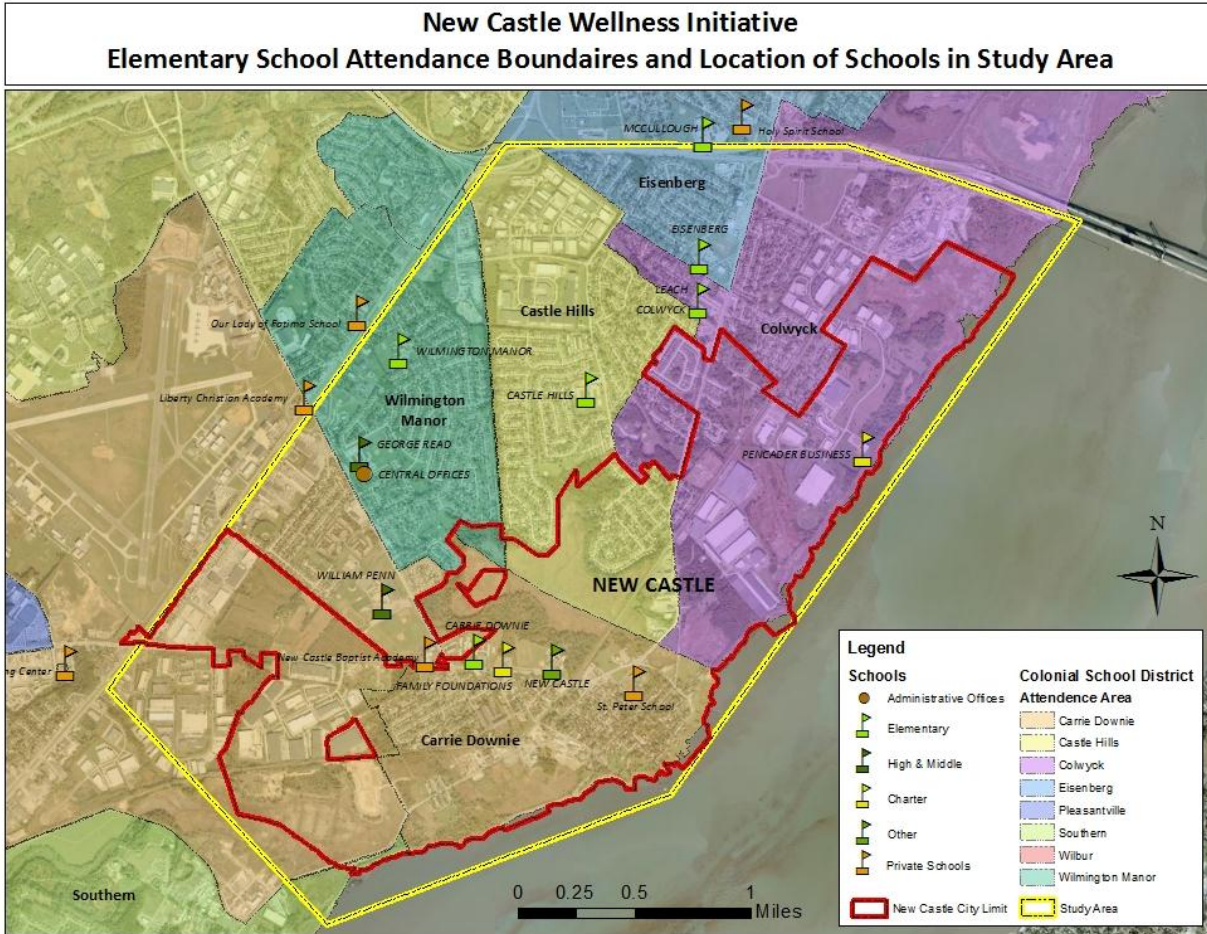 New Castle Wellness Initiative
Elementary School Attendance Boundaires and Location of Schools in Study Area
MCCULLOUGH
Holy Spirit School
Eisenberg
EISENBERG
LEACH
COLWYCK
Castle Hills
Colwyck
Our Lady of Fatima School
WILMINGTON MANOR
Liberty Christian Academy
CASTLE HILLS
Wilmington
Manor
GEORGE READ
CENTRAL OFFICES
PENCADER BUSINESS
N
WILLIAM PENN
NEW CASTLE
CARRIE DOWNIE
New Castle Baptist Academy
ng Center
FAMILY FOUNDATIONS
NEW CASTLE
St. Peter School
Carrie Downie
Southern
0 0.25 0.5 1
Miles
Legend
Schools
Administrative Offices
Elementary
High & Middle
Charter
Other
Private Schools
New Castle City Limit
Colonial School District
Attendence Area
Carrie Downie
Castle Hills
Colwyck
Eisenberg
Pleasantville
Southern
Wilbur
Wilmington Manor
Study Area